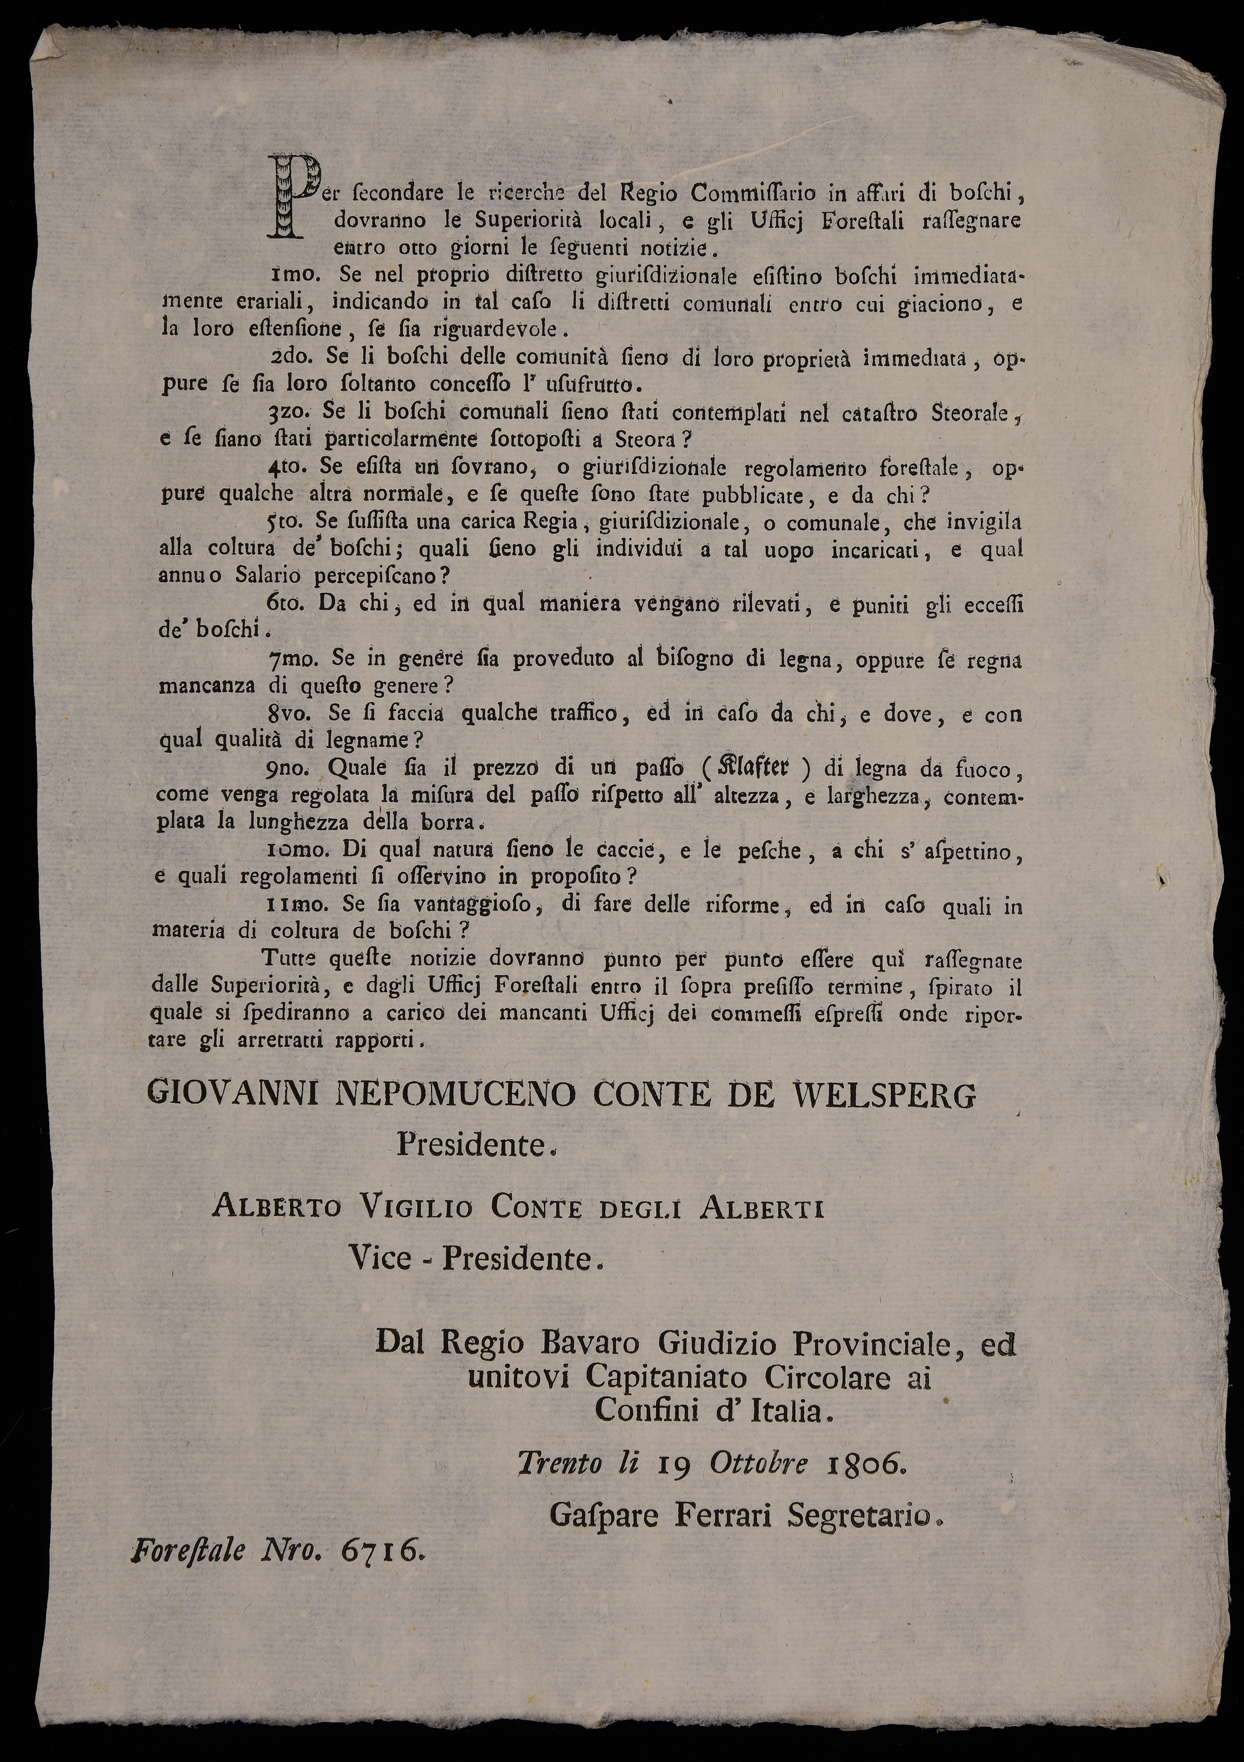 Per ſecondare le ricerche del Regio Commiſſario in affari di boſchi,
dovranno le Superiorità locali, e gli Ufficj Foreſtali raſſegnare
entro otto giorni le ſeguenti notizie.
1mo. Se nel proprio diſtretto giuriſdizionale eſiſtino boſchi immediata-
mente erariali, indicando in tal caſo li diſtretti comunali entro cui giaciono, e
la loro eſtenſione, ſe ſia riguardevole.
2do. Se li boſchi delle comunità ſieno di loro proprietà immediata, op-
pure ſe ſia loro ſoltanto conceſſo l' uſufrutto.
3zo. Se li boſchi comunali ſieno ſtati contemplati nel cataſtro Steorale,
e ſe ſiano ſtati particolarmente ſottopoſti a Steora?
4to. Se eſiſta un ſovrano, o giuriſdizionale regolamento foreſtale, op-
pure qualche altra normale, e ſe queſte ſono ſtate pubblicate, e da chi?
5to. Se ſuſſiſta una carica Regia, giuriſdizionale, o comunale, che invigila
alla coltura de' boſchi; quali ſieno gli individui a tal uopo incaricati, e qual
annuo Salario percepiſcano?
6to. Da chi, ed in qual maniera vengano rilevati, e puniti gli ecceſſi
de' boſchi.
7mo. Se in genere ſia proveduto al biſogno di legna, oppure ſe regna
mancanza di queſto genere?
8vo. Se ſi faccia qualche traffico, ed in caſo da chi, e dove, e con
qual qualità di legname?
9no. Quale ſia il prezzo di un paſſo (Klafter) di legna da fuoco,
come venga regolata la miſura del paſſo riſpetto all' altezza, e larghezza, contem-
plata la lunghezza della borra.
10mo. Di qual natura ſieno le caccie, e le peſche, a chi s' aſpettino,
e quali regolamenti ſi oſſervino in propoſito?
11mo. Se ſia vantaggioſo, di fare delle riforme, ed in caſo quali in
materia di coltura de boſchi?
Tutte queſte notizie dovranno punto per punto eſſere quì raſſegnate
dalle Superiorità, e dagli Ufficj Foreſtali entro il ſopra preſiſſo termine, ſpirato il
quale si ſpediranno a carico dei mancanti Ufficj dei commeſſi eſpreſſi onde ripor-
tare gli arretratti rapporti.
GIOVANNI NEPOMUCENO CONTE DE WELSPERG
Presidente.
ALBERTO VIGILIO CONTE DEGLI ALBERTI
Vice - Presidente.
Dal Regio Bavaro Giudizio Provinciale, ed
unitovi Capitaniato Circolare ai
Confini d' Italia.
Trento li 19 Ottobre 1806.
Gaſpare Ferrari Segretario.
Foreſtale Nro. 6716.